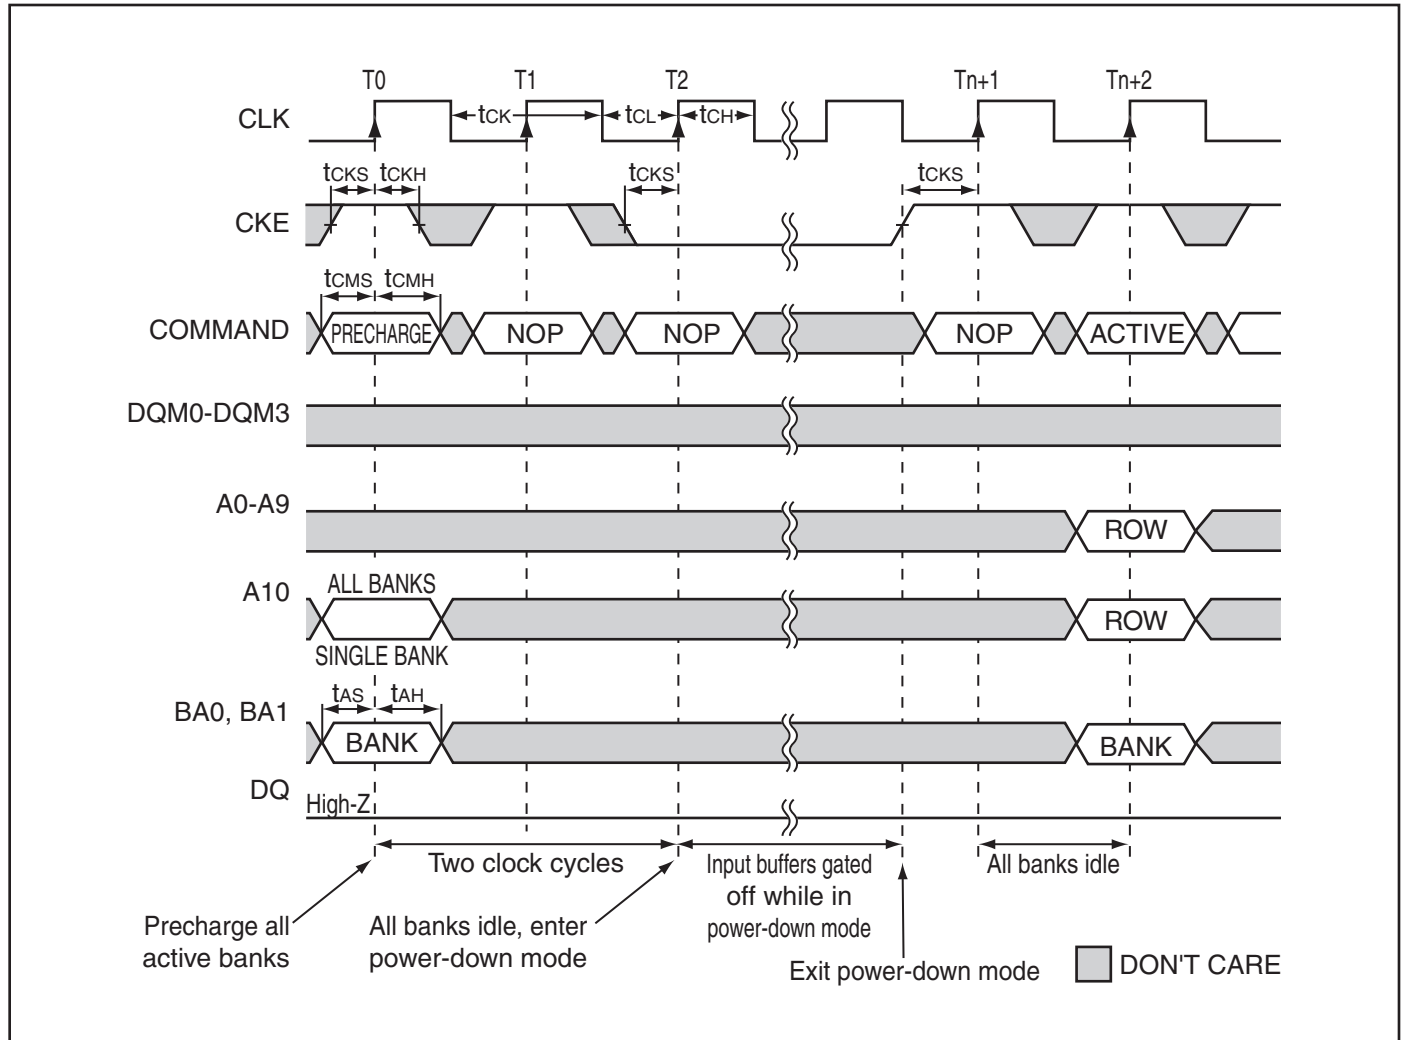 T0 T1 T2 Tn+1 Tn+2
CLK tCK tCL tCH
tCKS tCKH tCKS tCKS
CKE
tCMS tCMH
COMMAND PRECHARGE NOP NOP NOP ACTIVE
DQM0-DQM3
A0-A9 ROW
A10 ALL BANKS ROW
SINGLE BANK
tAS tAH
BA0, BA1 BANK BANK
DQ High-Z
Two clock cycles
Input buffers gated
off while in
power-down mode
All banks idle
Precharge all
active banks
All banks idle, enter
power-down mode
Exit power-down mode
DON'T CARE